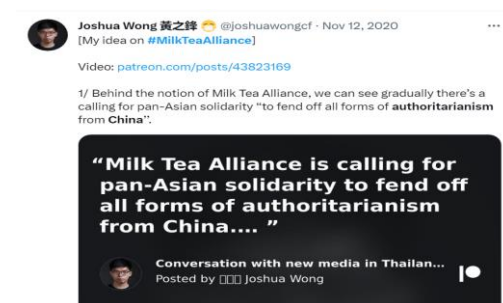 Joshua Wong 黃之鋒 😷 @joshuawongcf · Nov 12, 2020 ···
[My idea on #MilkTeaAlliance]
Video: patreon.com/posts/43823169
1/ Behind the notion of Milk Tea Alliance, we can see gradually there's a
calling for pan-Asian solidarity "to fend off all forms of authoritarianism
from China".
“Milk Tea Alliance is calling for
pan-Asian solidarity to fend off
all forms of authoritarianism
from China.... ”
Conversation with new media in Thailan...
Posted by □□□ Joshua Wong